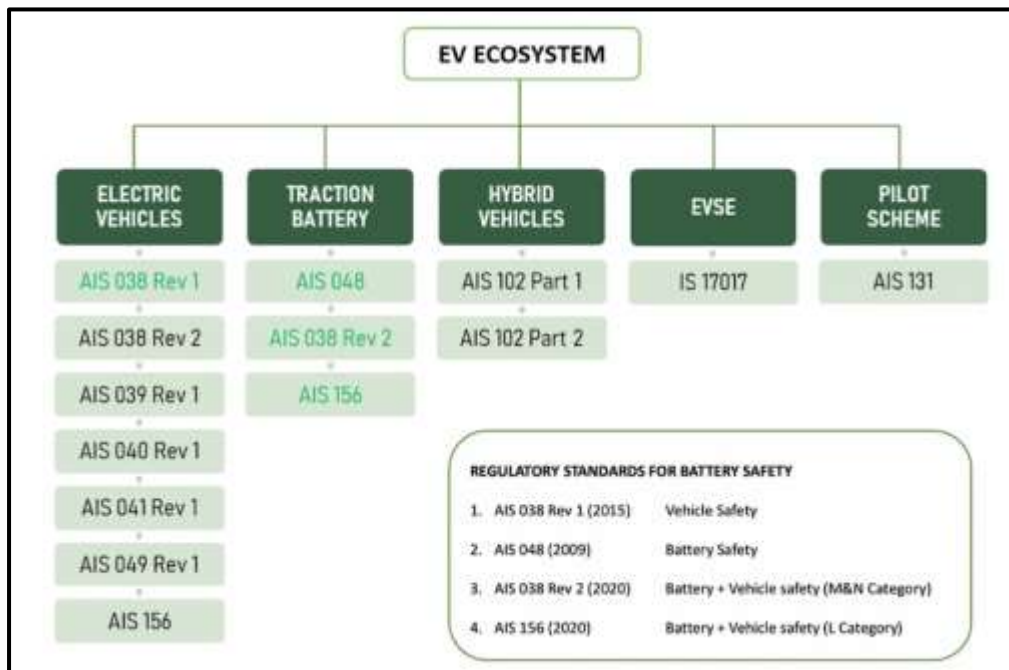 EV ECOSYSTEM
ELECTRIC
VEHICLES
AIS 038 Rev 1
AIS 038 Rev 2
AIS 039 Rev 1
AIS 040 Rev 1
AIS 041 Rev 1
AIS 049 Rev 1
AIS 156
TRACTION
BATTERY
AIS 048
AIS 038 Rev 2
AIS 156
HYBRID
VEHICLES
AIS 102 Part 1
AIS 102 Part 2
EVSE
IS 17017
PILOT
SCHEME
AIS 131
REGULATORY STANDARDS FOR BATTERY SAFETY
1. AIS 038 Rev 1 (2015) Vehicle Safety
2. AIS 048 (2009) Battery Safety
3. AIS 038 Rev 2 (2020) Battery + Vehicle safety (M&N Category)
4. AIS 156 (2020) Battery + Vehicle safety (L Category)